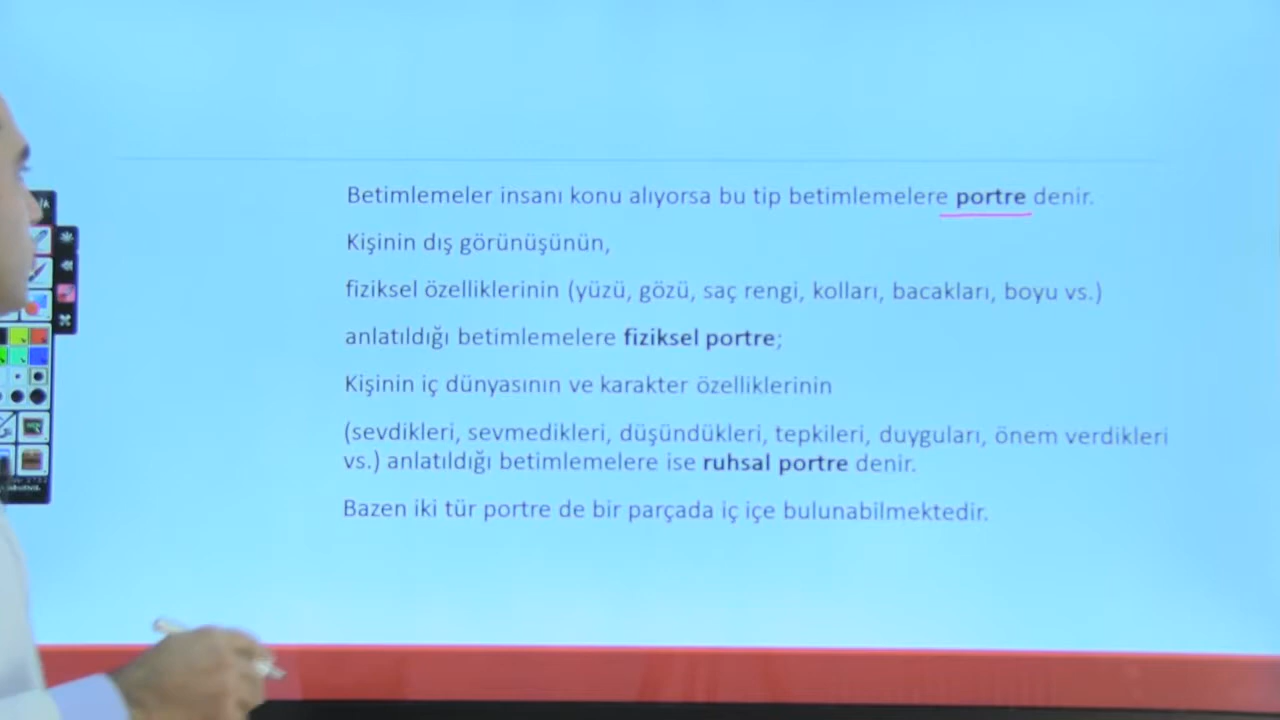 Betimlemeler insanı konu alıyorsa bu tip betimlemelere portre denir.
Kişinin dış görünüşünün,
fiziksel özelliklerinin (yüzü, gözü, saç rengi, kolları, bacakları, boyu vs.)
anlatıldığı betimlemelere fiziksel portre;
Kişinin iç dünyasının ve karakter özelliklerinin
(sevdikleri, sevmedikleri, düşündükleri, tepkileri, duyguları, önem verdikleri
vs.) anlatıldığı betimlemelere ise ruhsal portre denir.
Bazen iki tür portre de bir parçada iç içe bulunabilmektedir.